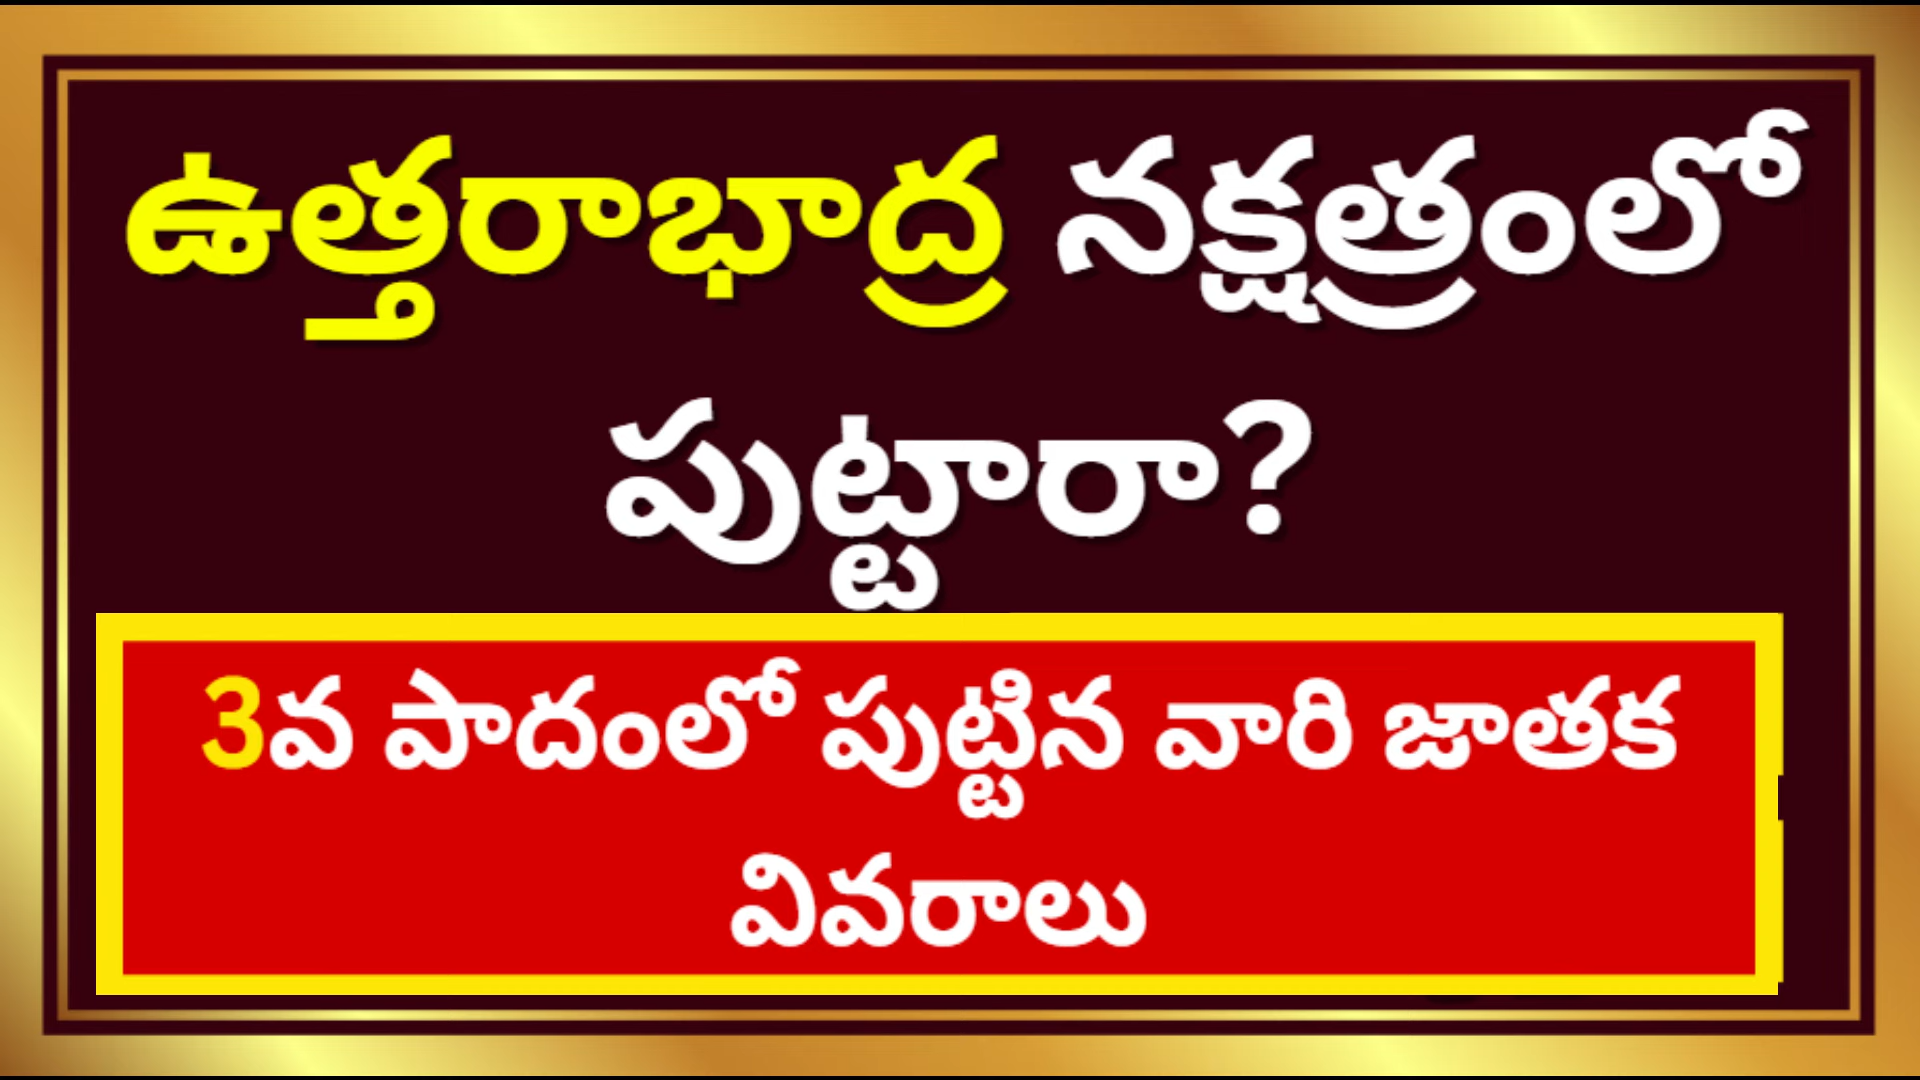 ఉత్తరాభాద్ర నక్షత్రంలో
పుట్టారా?
3వ పాదంలో పుట్టిన వారి జాతక
వివరాలు